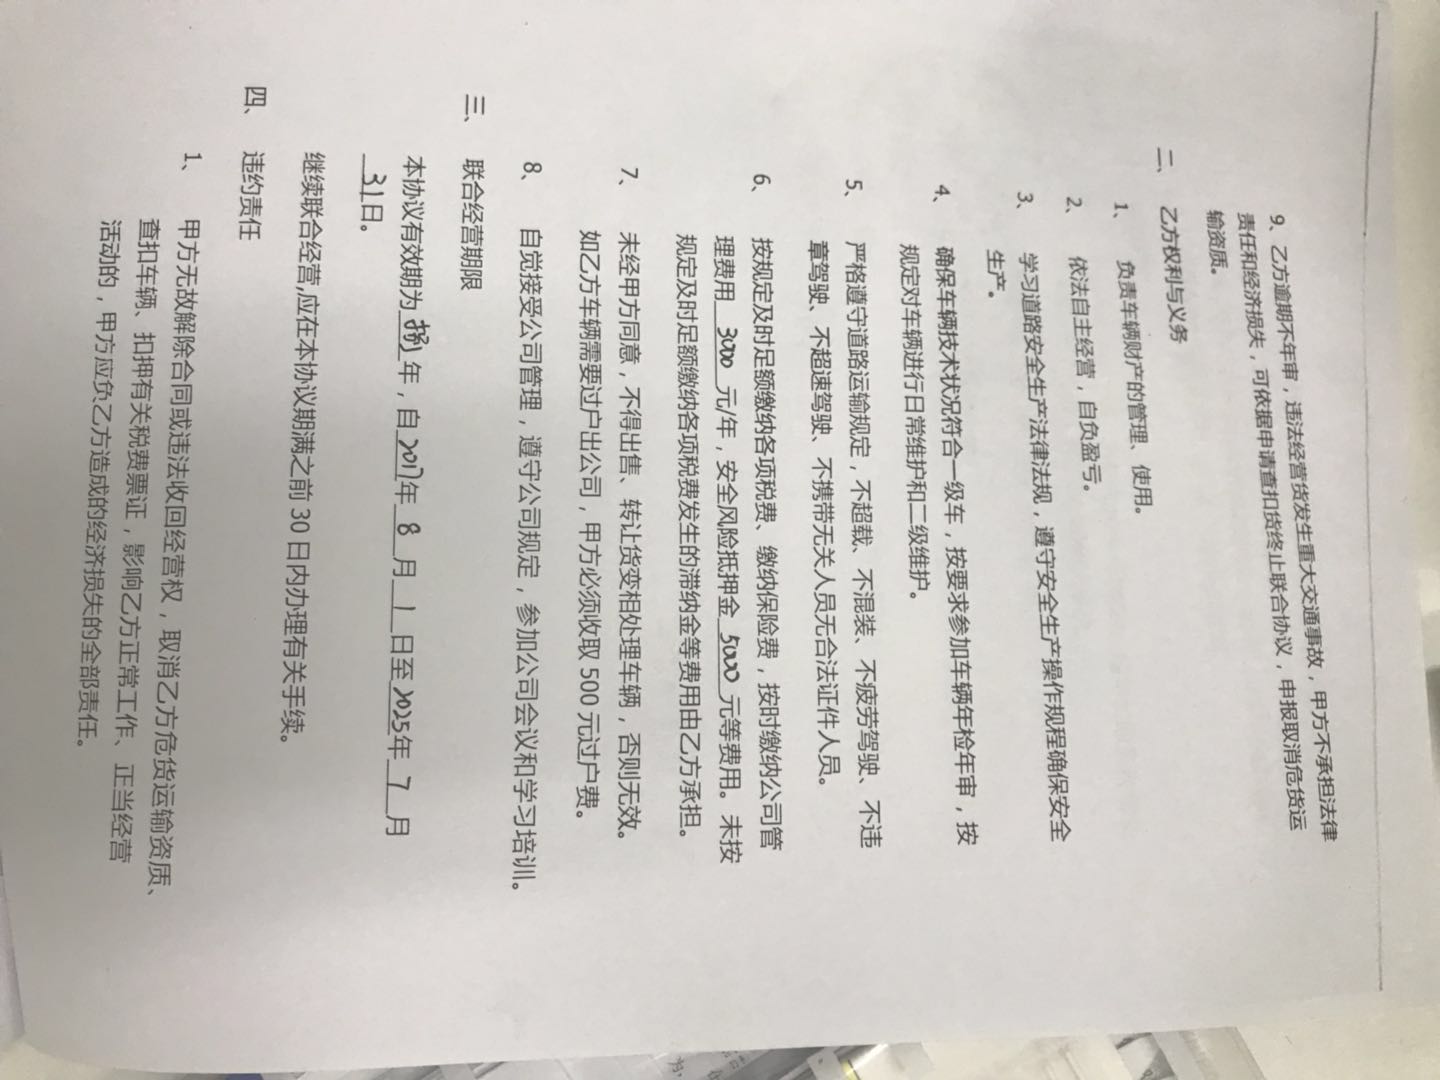 9、乙方逾期不年审，违法经营货发生重大交通事故，甲方不承担法律
责任和经济损失，可依据申请查扣货终止联合协议，申报取消危货运
输资质。
二、 乙方权利与义务
1、 负责车辆财产的管理、使用。
2、 依法自主经营，自负盈亏。
3、 学习道路安全生产法律法规，遵守安全生产操作规程确保安全
生产。
4、 确保车辆技术状况符合一级车，按要求参加车辆年检年审，按
规定对车辆进行日常维护和二级维护。
5、 严格遵守道路运输规定，不超载、不混装、不疲劳驾驶、不违
章驾驶、不超速驾驶、不携带无关人员无合法证件人员。
6、 按规定及时足额缴纳各项税费、缴纳保险费，按时缴纳公司管
理费用 3000 元/年，安全风险抵押金 5000 元等费用。未按
规定及时足额缴纳各项税费发生的滞纳金等费用由乙方承担。
7、 未经甲方同意，不得出售、转让货变相处理车辆，否则无效。
如乙方车辆需要过户出公司，甲方必须收取 500 元过户费。
8、 自觉接受公司管理，遵守公司规定，参加公司会议和学习培训。
三、 联合经营期限
本协议有效期为 年，自 2017 年 8 月 1 日至 2025 年 7 月
31 日。
继续联合经营,应在本协议期满之前 30 日内办理有关手续。
四、 违约责任
1、 甲方无故解除合同或违法收回经营权，取消乙方危货运输资质、
查扣车辆、扣押有关税费票证，影响乙方正常工作、正当经营
活动的，甲方应负乙方造成的经济损失的全部责任。